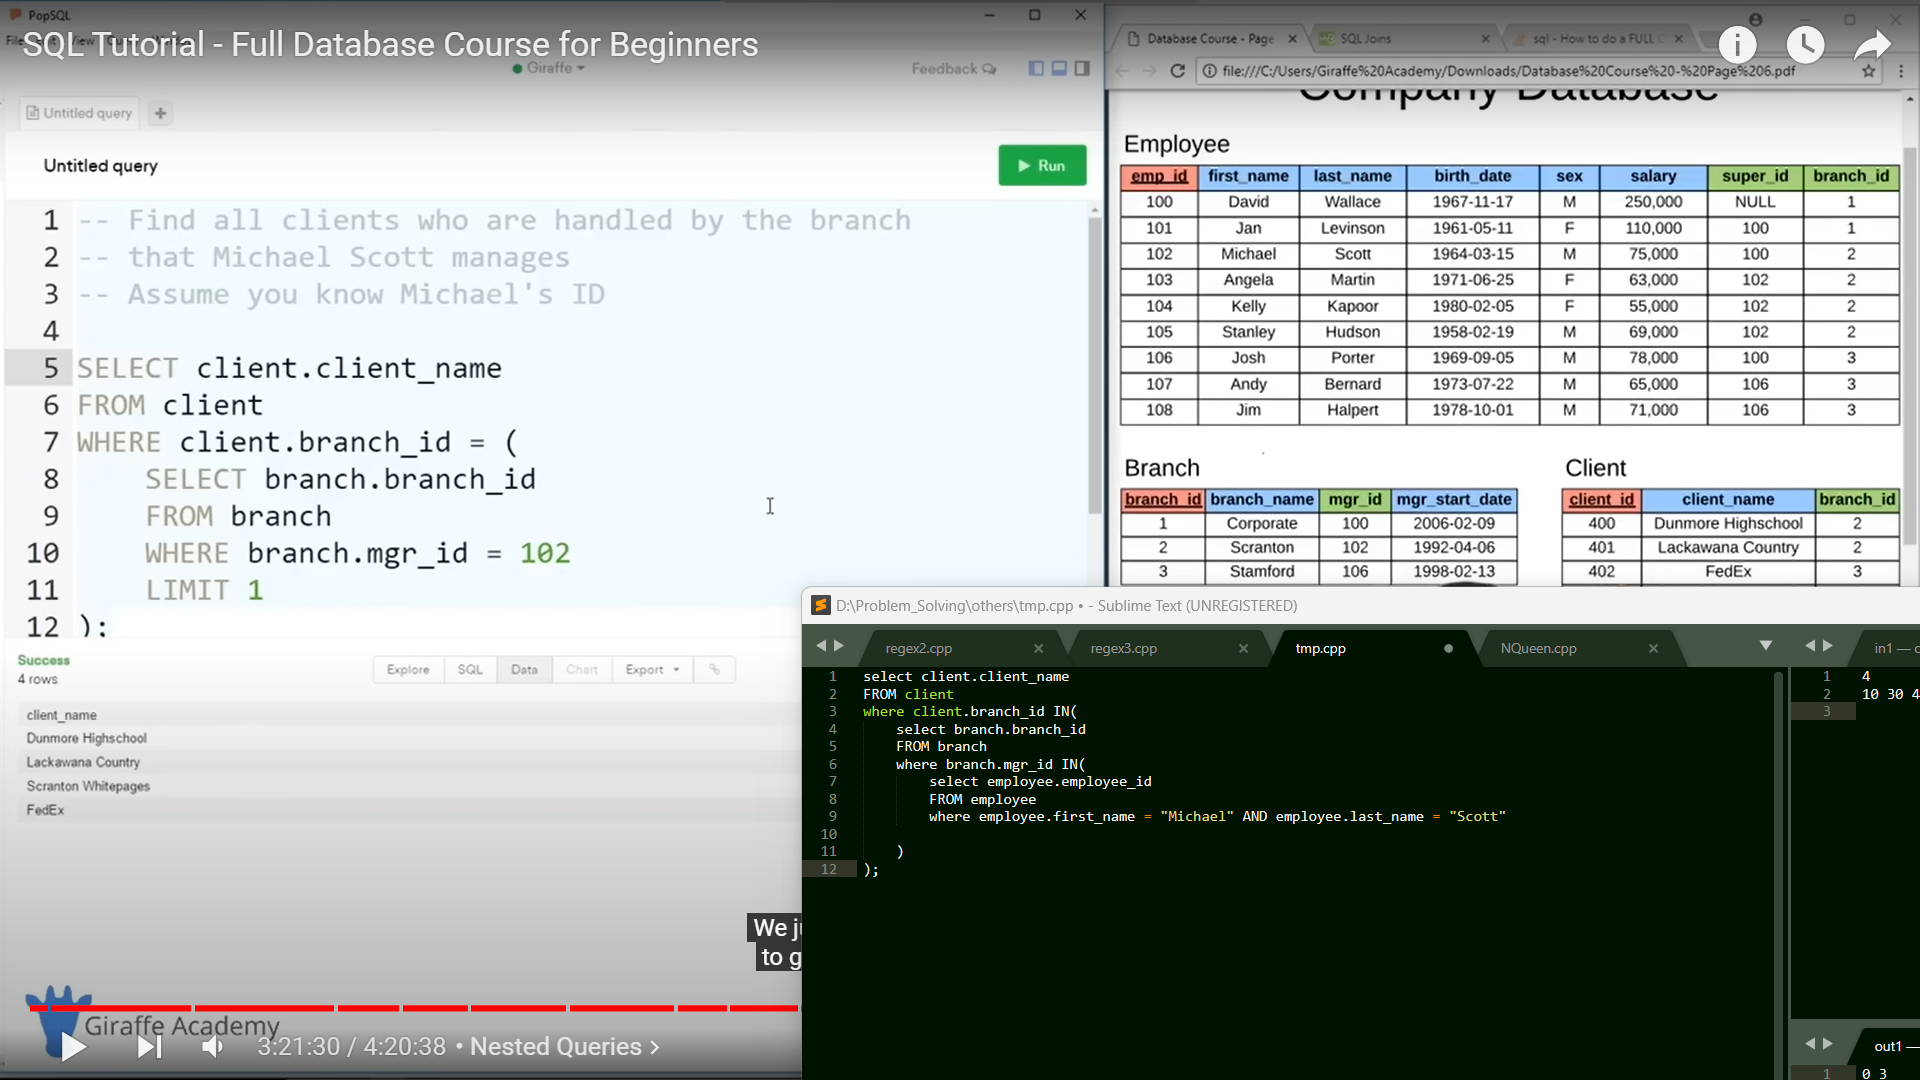 PopSQL
SQL Tutorial - Full Database Course for Beginners
Giraffe
Feedback
Untitled query
Untitled query
Run
1 -- Find all clients who are handled by the branch
2 -- that Michael Scott manages
3 -- Assume you know Michael's ID
4
5 SELECT client.client_name
6 FROM client
7 WHERE client.branch_id = (
8 SELECT branch.branch_id
9 FROM branch
10 WHERE branch.mgr_id = 102
11 LIMIT 1
12 );
Success
4 rows
Explore SQL Data Chart Export
client_name
Dunmore Highschool
Lackawana Country
Scranton Whitepages
FedEx
Database Course - Page
SQL Joins
sql - How to do a FULL
file:///C:/Users/Giraffe%20Academy/Downloads/Database%20Course%20-%20Page%206.pdf
Company Database
Employee
emp_id first_name last_name birth_date sex salary super_id branch_id
100 David Wallace 1967-11-17 M 250,000 NULL 1
101 Jan Levinson 1961-05-11 F 110,000 100 1
102 Michael Scott 1964-03-15 M 75,000 100 2
103 Angela Martin 1971-06-25 F 63,000 102 2
104 Kelly Kapoor 1980-02-05 F 55,000 102 2
105 Stanley Hudson 1958-02-19 M 69,000 102 2
106 Josh Porter 1969-09-05 M 78,000 100 3
107 Andy Bernard 1973-07-22 M 65,000 106 3
108 Jim Halpert 1978-10-01 M 71,000 106 3
Branch
branch_id branch_name mgr_id mgr_start_date
1 Corporate 100 2006-02-09
2 Scranton 102 1992-04-06
3 Stamford 106 1998-02-13
Client
client_id client_name branch_id
400 Dunmore Highschool 2
401 Lackawana Country 2
402 FedEx 3
D:\Problem_Solving\others\tmp.cpp • - Sublime Text (UNREGISTERED)
regex2.cpp regex3.cpp tmp.cpp NQueen.cpp
1 select client.client_name
2 FROM client
3 where client.branch_id IN(
4 select branch.branch_id
5 FROM branch
6 where branch.mgr_id IN(
7 select employee.employee_id
8 FROM employee
9 where employee.first_name = "Michael" AND employee.last_name = "Scott"
10
11 )
12 );
in1 —
1 4
2 10 30 4
3
out1 —
1 0 3
We
to g
Giraffe Academy
3:21:30 / 4:20:38 • Nested Queries